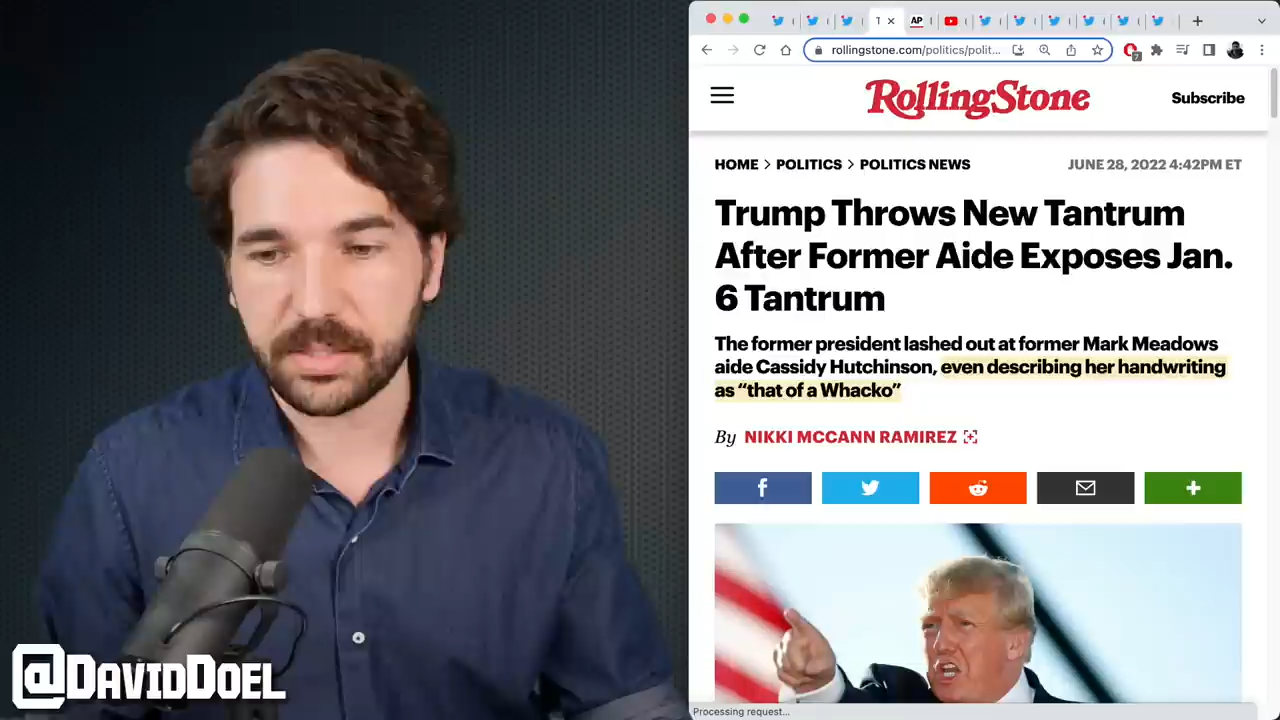 rollingstone.com/politics/polit...
7
RollingStone
Subscribe
HOME > POLITICS > POLITICS NEWS
JUNE 28, 2022 4:42PM ET
Trump Throws New Tantrum
After Former Aide Exposes Jan.
6 Tantrum
The former president lashed out at former Mark Meadows
aide Cassidy Hutchinson, even describing her handwriting
as “that of a Whacko”
By NIKKI MCCANN RAMIREZ
@DAVIDDOEL
Processing request...